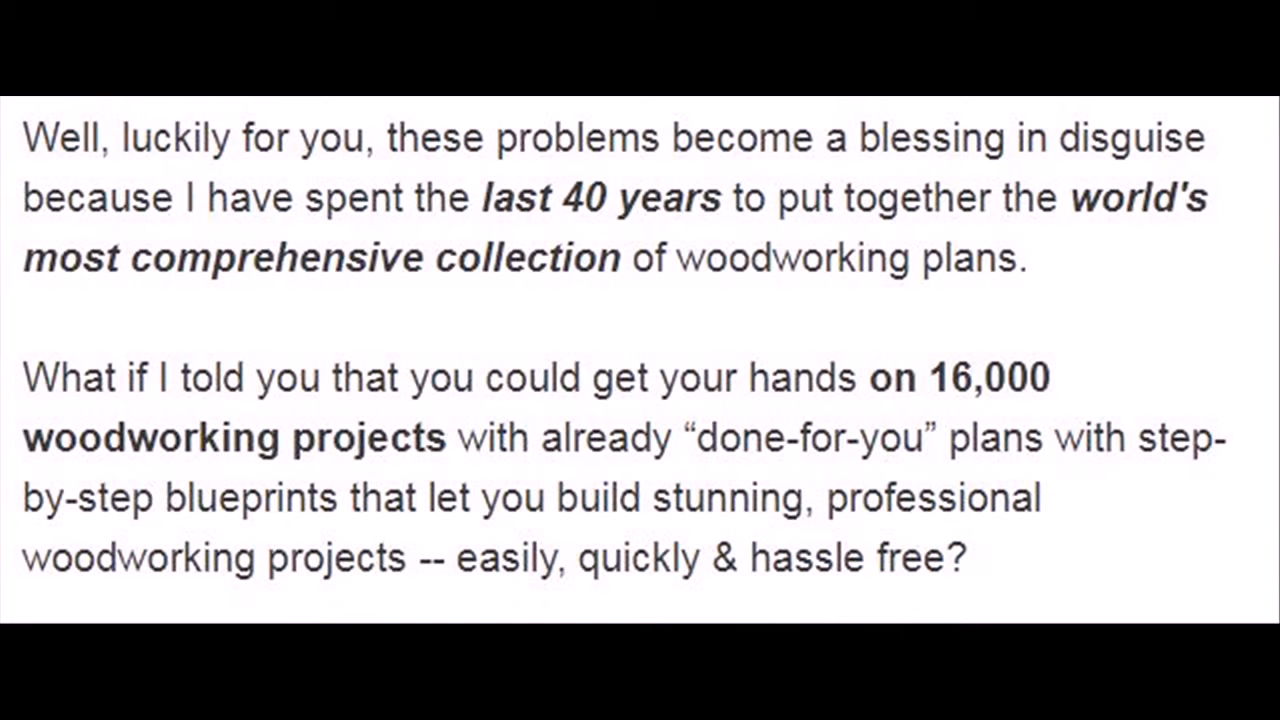 Well, luckily for you, these problems become a blessing in disguise
because I have spent the last 40 years to put together the world's
most comprehensive collection of woodworking plans.
What if I told you that you could get your hands on 16,000
woodworking projects with already “done-for-you” plans with step-
by-step blueprints that let you build stunning, professional
woodworking projects -- easily, quickly & hassle free?